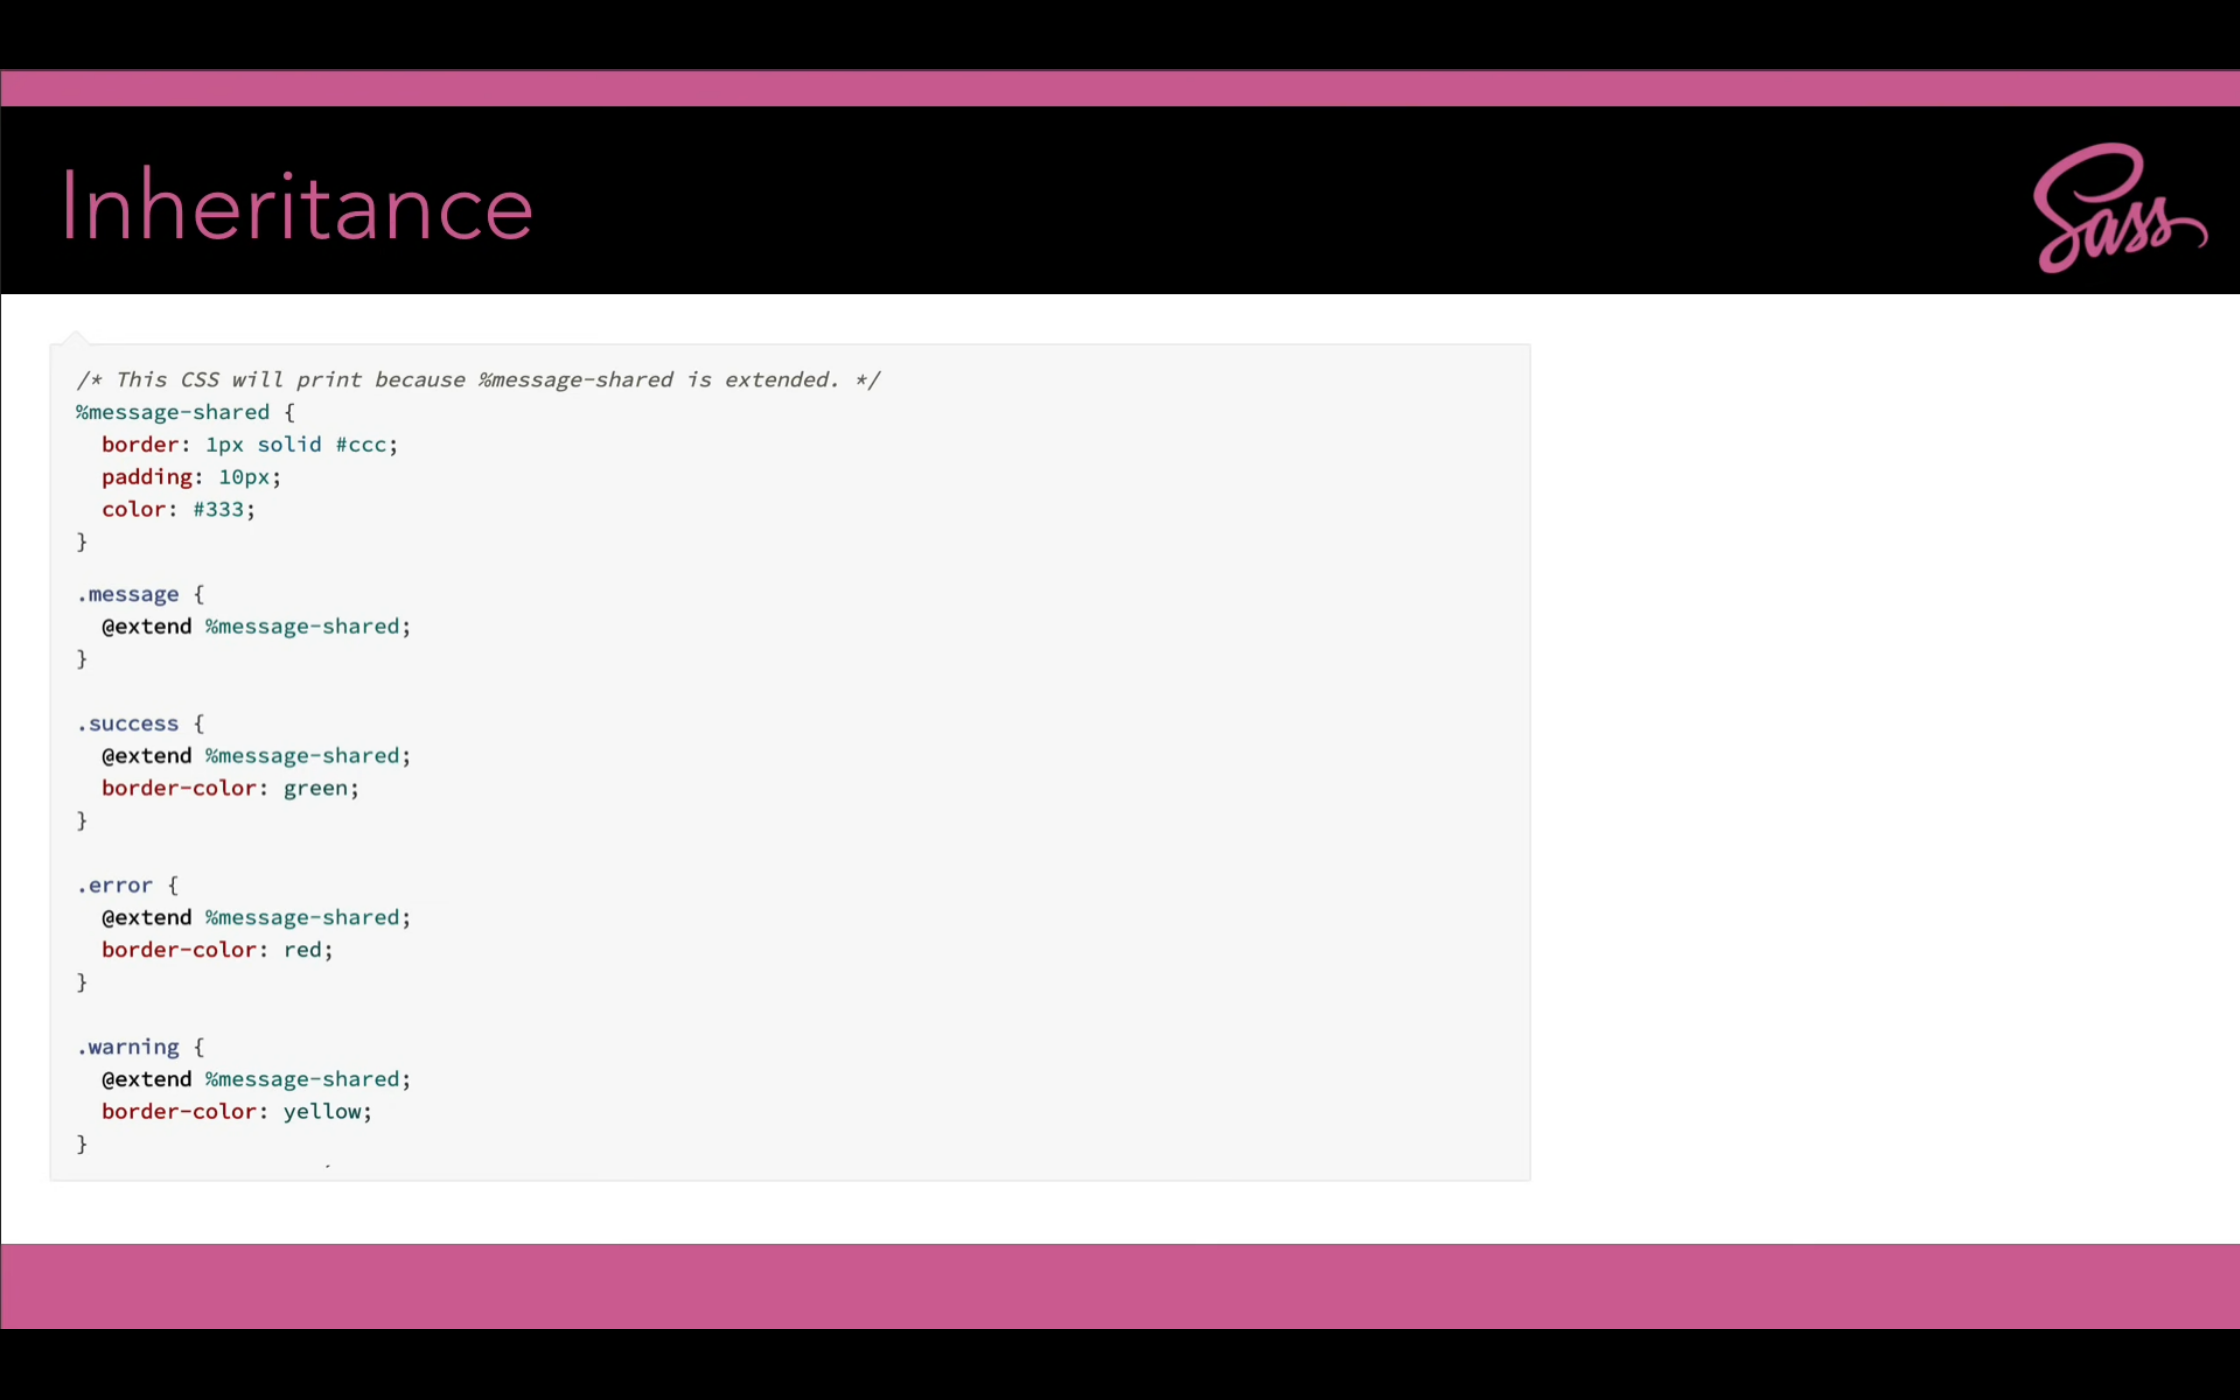 Inheritance
Sass
/* This CSS will print because %message-shared is extended. */
%message-shared {
  border: 1px solid #ccc;
  padding: 10px;
  color: #333;
}
.message {
  @extend %message-shared;
}
.success {
  @extend %message-shared;
  border-color: green;
}
.error {
  @extend %message-shared;
  border-color: red;
}
.warning {
  @extend %message-shared;
  border-color: yellow;
}